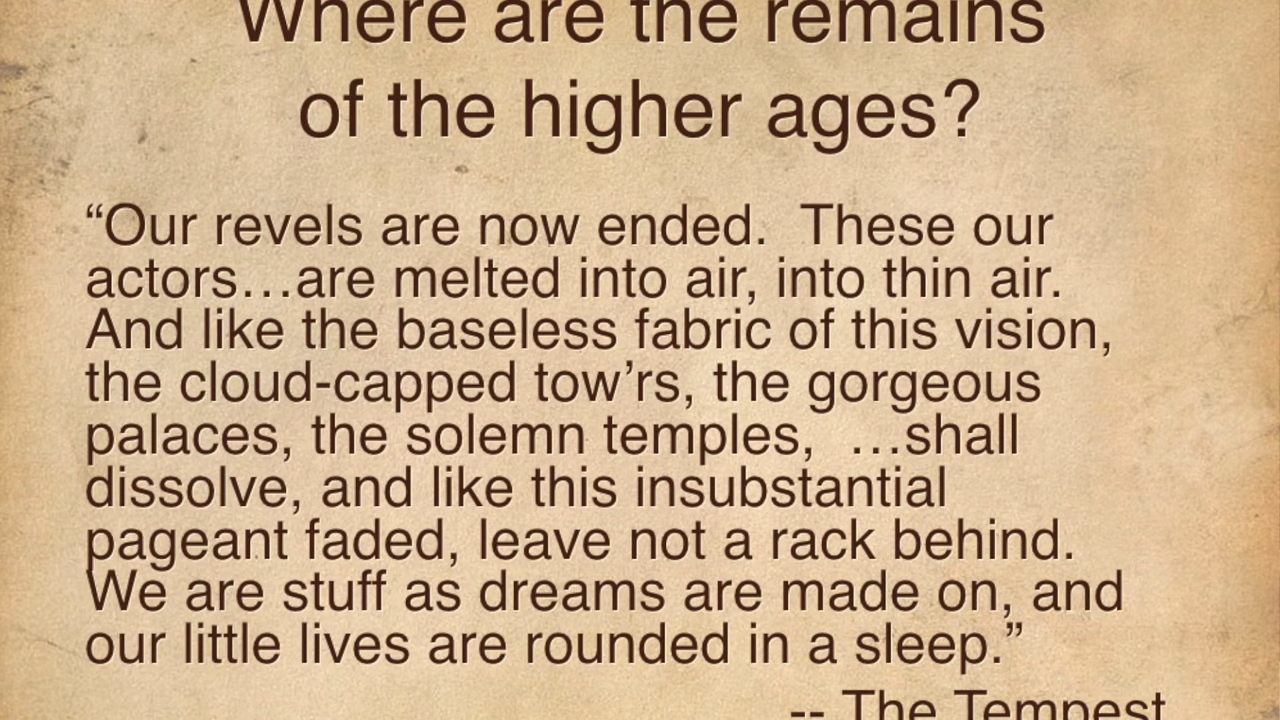 Where are the remains
of the higher ages?
“Our revels are now ended.  These our
actors…are melted into air, into thin air.
And like the baseless fabric of this vision,
the cloud-capped tow’rs, the gorgeous
palaces, the solemn temples,  …shall
dissolve, and like this insubstantial
pageant faded, leave not a rack behind.
We are stuff as dreams are made on, and
our little lives are rounded in a sleep.”
-- The Tempest